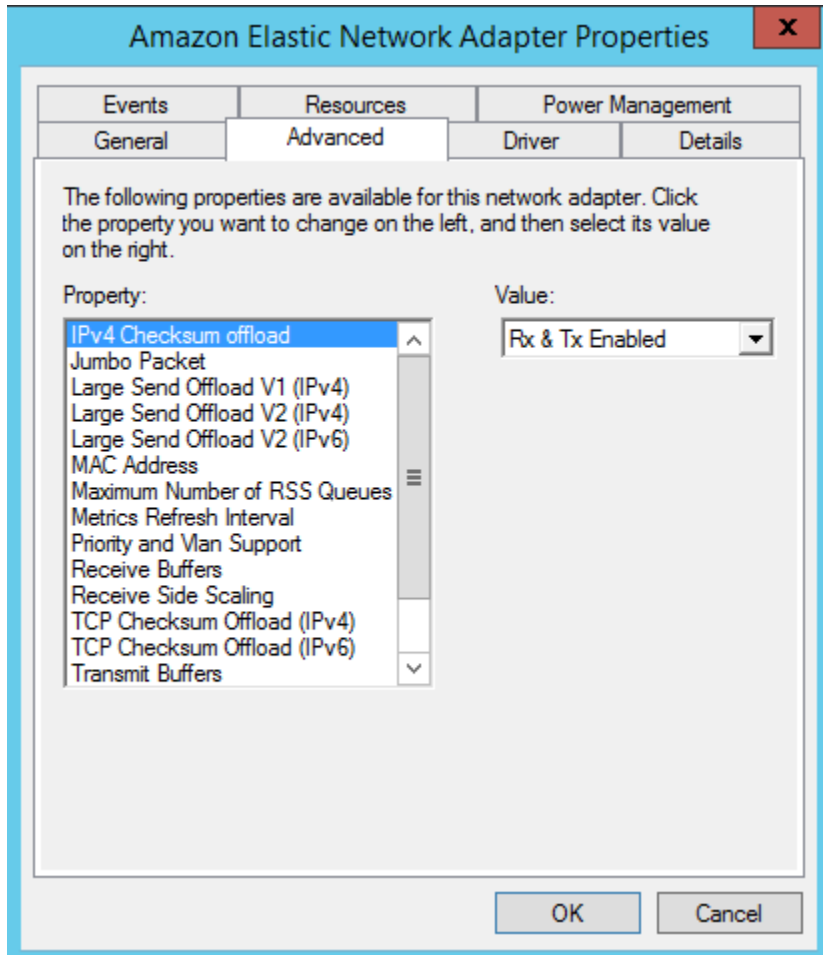 Amazon Elastic Network Adapter Properties
x
Events Resources Power Management
General Advanced Driver Details
The following properties are available for this network adapter. Click
the property you want to change on the left, and then select its value
on the right.
Property: Value:
IPv4 Checksum offload Rx & Tx Enabled
Jumbo Packet
Large Send Offload V1 (IPv4)
Large Send Offload V2 (IPv4)
Large Send Offload V2 (IPv6)
MAC Address
Maximum Number of RSS Queues
Metrics Refresh Interval
Priority and Vlan Support
Receive Buffers
Receive Side Scaling
TCP Checksum Offload (IPv4)
TCP Checksum Offload (IPv6)
Transmit Buffers
OK Cancel